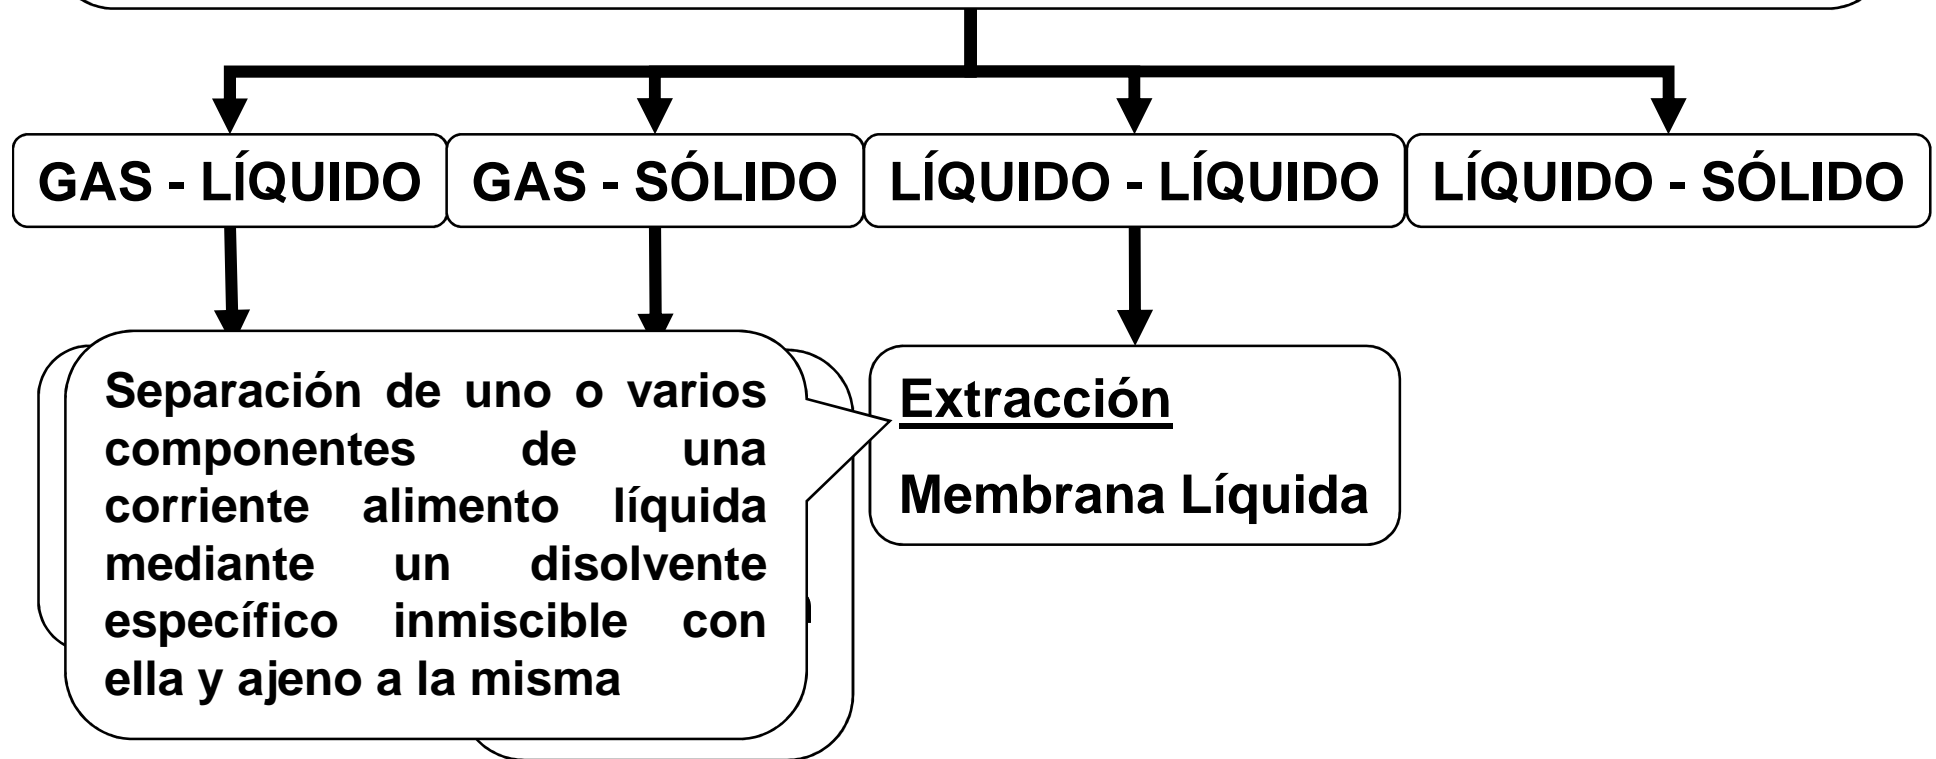 GAS - LÍQUIDO
GAS - SÓLIDO
LÍQUIDO - LÍQUIDO
LÍQUIDO - SÓLIDO
Separación de uno o varios
componentes de una
corriente alimento líquida
mediante un disolvente
específico inmiscible con
ella y ajeno a la misma
Extracción
Membrana Líquida